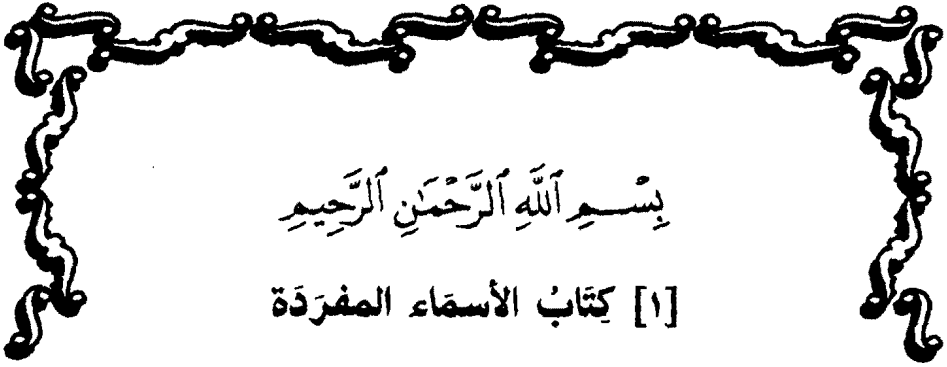 بِسْمِ ٱللَّهِ ٱلرَّحْمَٰنِ ٱلرَّحِيمِ
[١] كِتَابُ الأسمَاء المفرَدَة